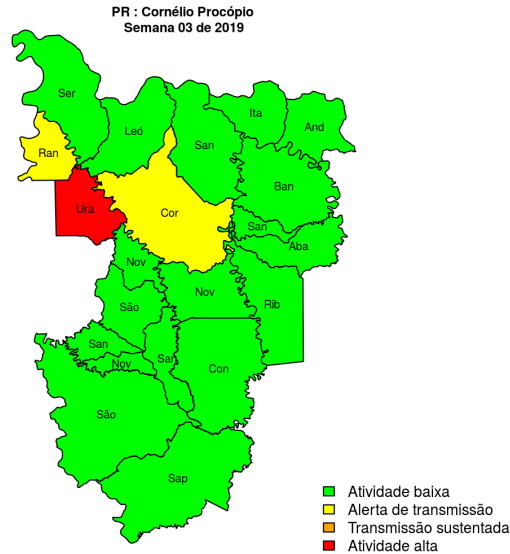 PR : Cornélio Procópio
Semana 03 de 2019
Ser
Ita
And
Leó
San
Ran
Ban
Ura
Cor
San
Aba
Nov
Nov
Rib
São
San
San
Nov
Con
São
Sap
Atividade baixa
Alerta de transmissão
Transmissão sustentada
Atividade alta